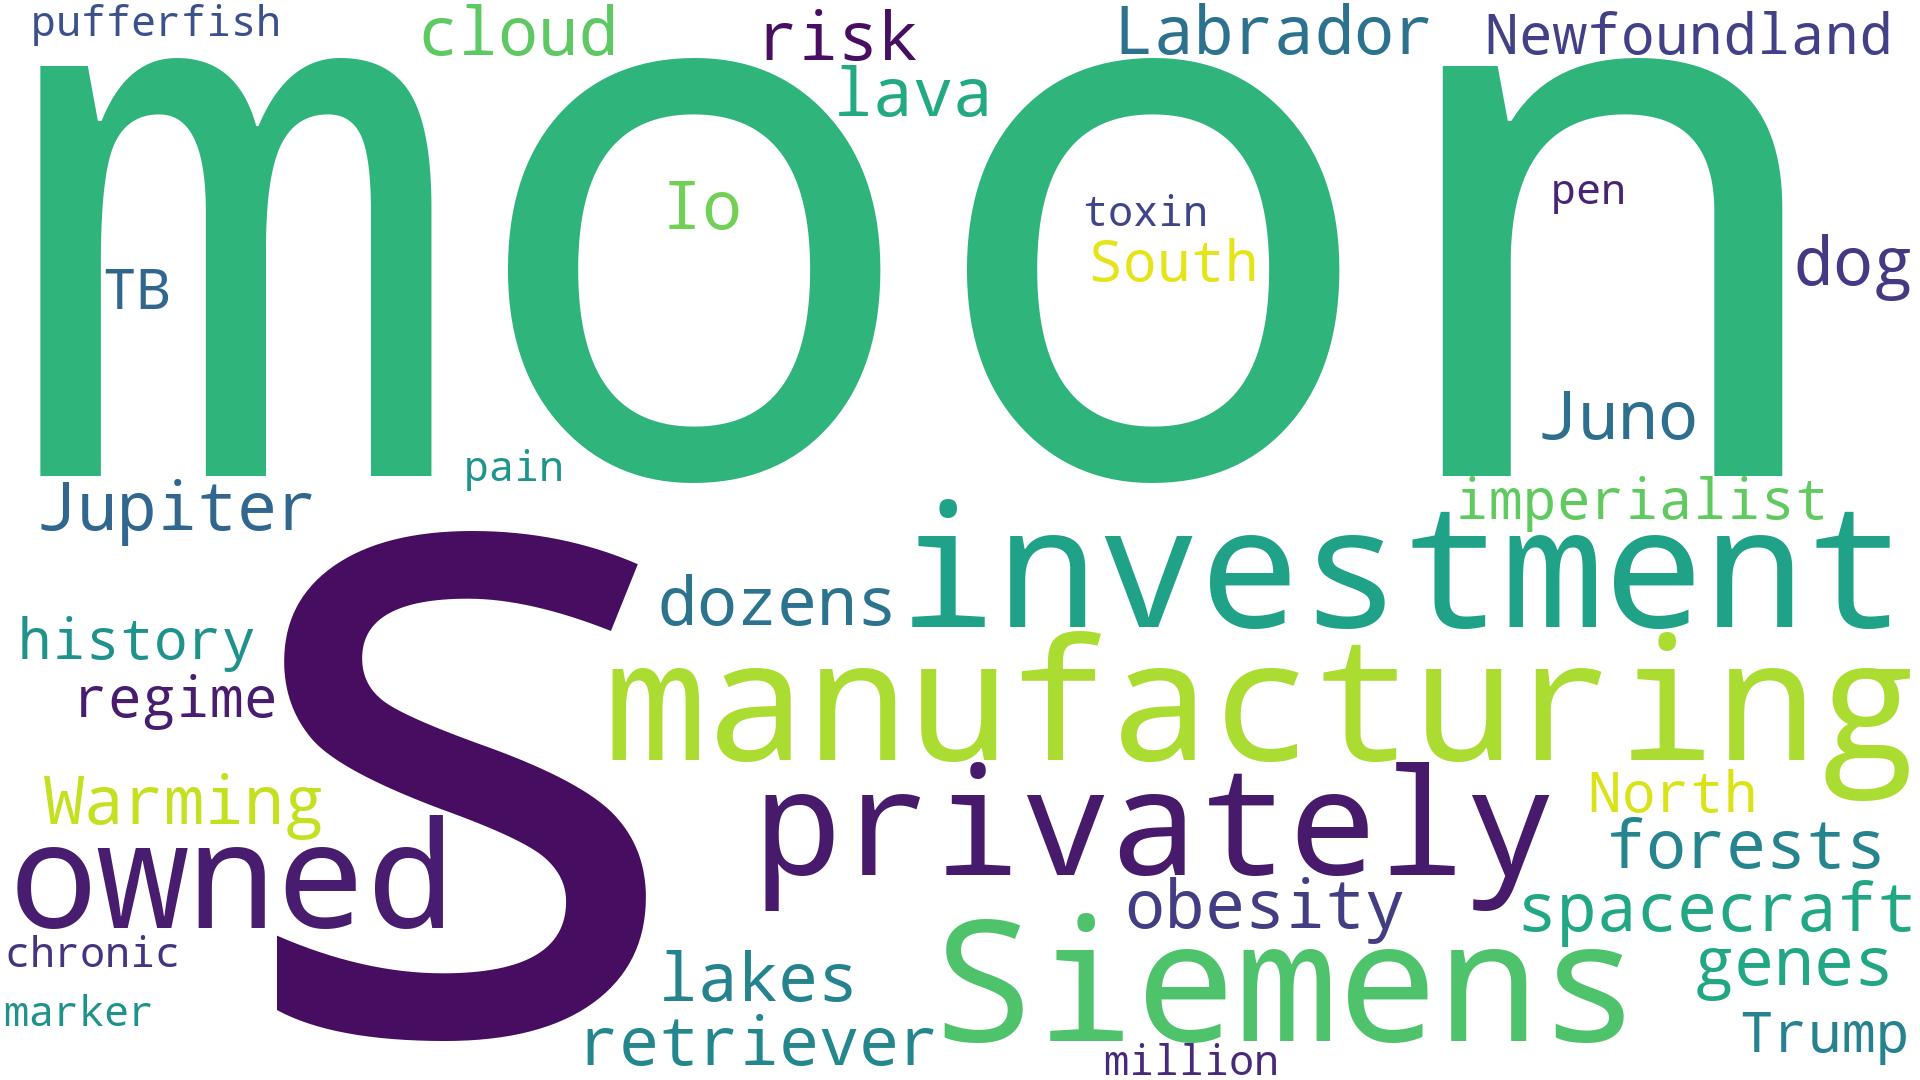 pufferfish
cloud
risk
Labrador
Newfoundland
lava
moon
Io
toxin
South
pen
dog
TB
Juno
pain
Jupiter
imperialist
investment
dozens
S
history
regime
manufacturing
Warming
privately
North
owned
forests
obesity
spacecraft
chronic
Siemens
genes
lakes
marker
retriever
Trump
million